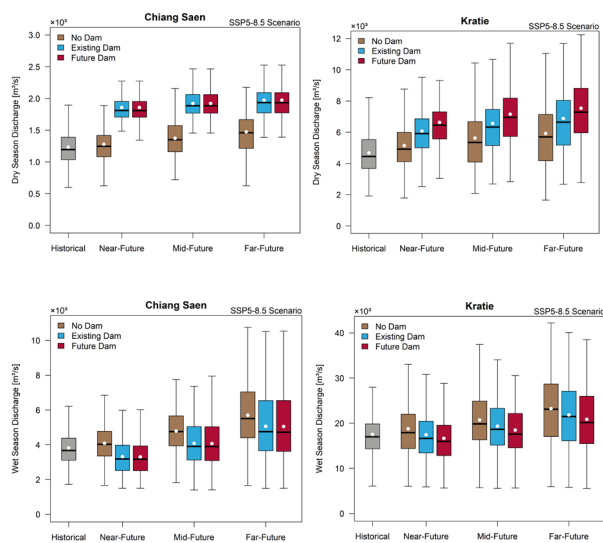 Chiang Saen
×10³
SSP5-8.5 Scenario
No Dam
Existing Dam
Future Dam
Dry Season Discharge [m³/s]
3.0
2.5
2.0
1.5
1.0
0.5
0.0
Historical Near-Future Mid-Future Far-Future
Kratie
×10³
SSP5-8.5 Scenario
No Dam
Existing Dam
Future Dam
Dry Season Discharge [m³/s]
12
10
8
6
4
2
0
Historical Near-Future Mid-Future Far-Future
Chiang Saen
×10³
SSP5-8.5 Scenario
No Dam
Existing Dam
Future Dam
Wet Season Discharge [m³/s]
10
8
6
4
2
0
Historical Near-Future Mid-Future Far-Future
Kratie
×10³
SSP5-8.5 Scenario
No Dam
Existing Dam
Future Dam
Wet Season Discharge [m³/s]
40
30
20
10
0
Historical Near-Future Mid-Future Far-Future